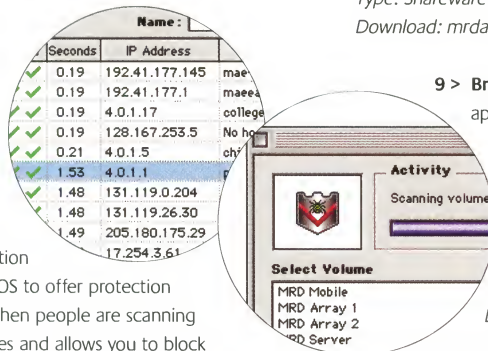 Type: Shareware
Download: mrda
9 > Br
ap
Name:
Seconds IP Address
0.19 192.41.177.145 mae-
0.19 192.41.177.1 maeea
0.19 4.0.1.17 college
0.19 128.167.253.5 No ho
0.21 4.0.1.5
1.53 4.0.1.1
1.48 131.119.0.204
1.48 131.119.26.30
1.49 205.180.175.29
17.254.3.61
Activity
Scanning volume
Select Volume
MRD Mobile
MRD Array 1
MRD Array 2
MRD Server
tion
OS to offer protection
hen people are scanning
es and allows you to block